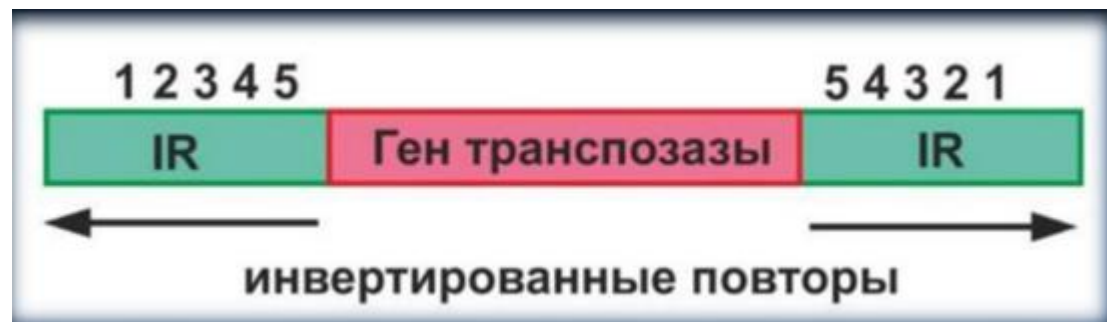 1 2 3 4 5 5 4 3 2 1
IR Ген транспозазы IR
инвертированные повторы